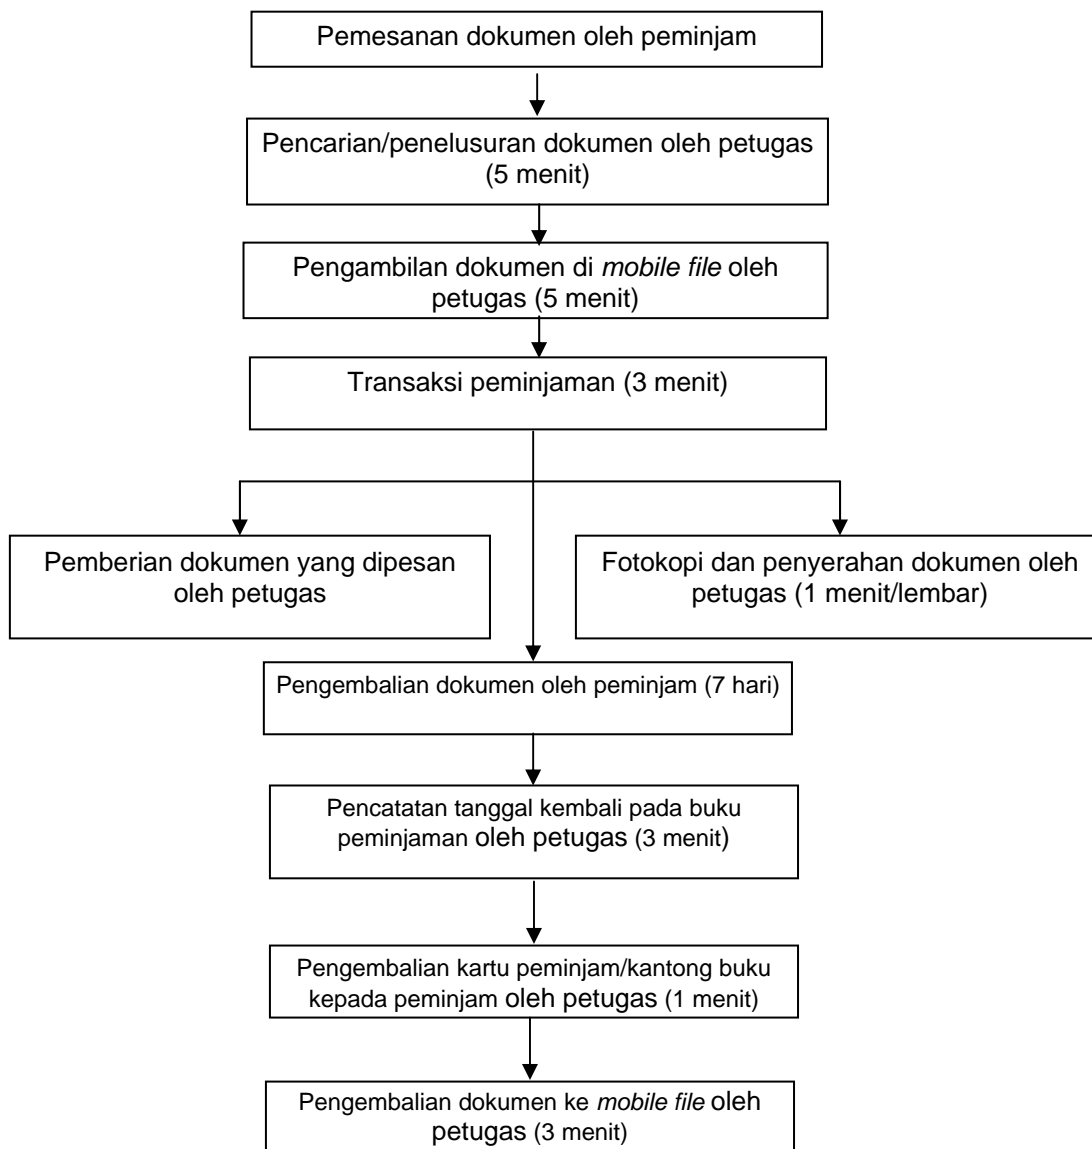 Pemesanan dokumen oleh peminjam
Pencarian/penelusuran dokumen oleh petugas
(5 menit)
Pengambilan dokumen di mobile file oleh
petugas (5 menit)
Transaksi peminjaman (3 menit)
Pemberian dokumen yang dipesan
oleh petugas
Fotokopi dan penyerahan dokumen oleh
petugas (1 menit/lembar)
Pengembalian dokumen oleh peminjam (7 hari)
Pencatatan tanggal kembali pada buku
peminjaman oleh petugas (3 menit)
Pengembalian kartu peminjam/kantong buku
kepada peminjam oleh petugas (1 menit)
Pengembalian dokumen ke mobile file oleh
petugas (3 menit)